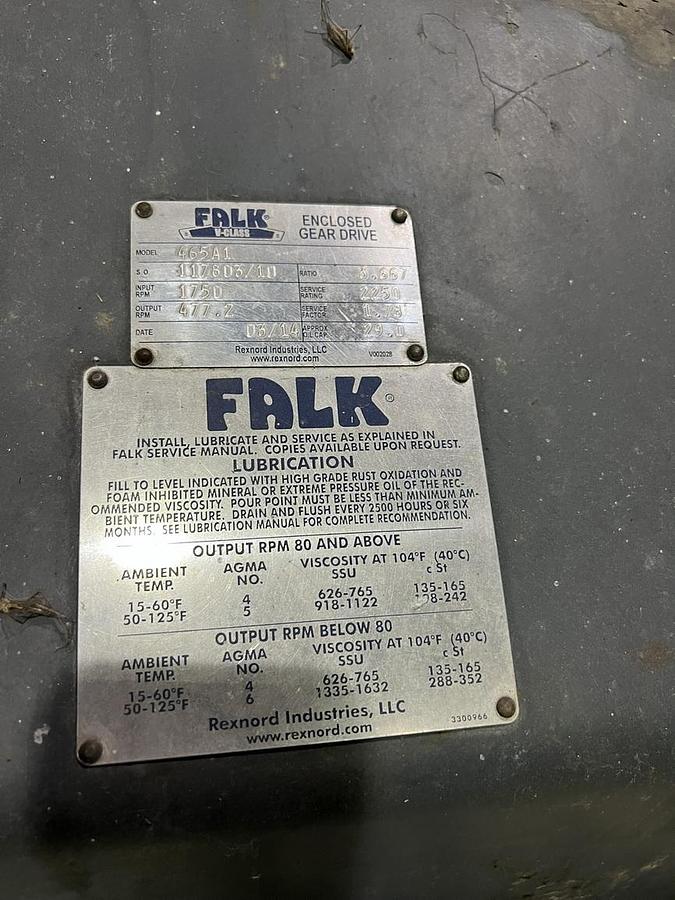 FALK®
V-CLASS
ENCLOSED
GEAR DRIVE
MODEL 465A1
S.O. 117803/10 RATIO 3.667
INPUT RPM 1750 SERVICE RATING 2250
OUTPUT RPM 477.2 SERVICE FACTOR 1.78
DATE 03/14 APPROX OIL CAP. 29.0
Rexnord Industries, LLC
www.rexnord.com V002028
FALK®
INSTALL, LUBRICATE AND SERVICE AS EXPLAINED IN
FALK SERVICE MANUAL. COPIES AVAILABLE UPON REQUEST.
LUBRICATION
FILL TO LEVEL INDICATED WITH HIGH GRADE RUST OXIDATION AND
FOAM INHIBITED MINERAL OR EXTREME PRESSURE OIL OF THE REC-
OMMENDED VISCOSITY. POUR POINT MUST BE LESS THAN MINIMUM AM-
BIENT TEMPERATURE. DRAIN AND FLUSH EVERY 2500 HOURS OR SIX
MONTHS. SEE LUBRICATION MANUAL FOR COMPLETE RECOMMENDATION.
OUTPUT RPM 80 AND ABOVE
AMBIENT TEMP. AGMA NO. VISCOSITY AT 104°F (40°C)
SSU c St
15-60°F 4 626-765 135-165
50-125°F 5 918-1122
OUTPUT RPM BELOW 80
AMBIENT TEMP. AGMA NO. VISCOSITY AT 104°F (40°C)
SSU c St
15-60°F 4 626-765 135-165
50-125°F 6 1335-1632 288-352
Rexnord Industries, LLC
www.rexnord.com 3300966